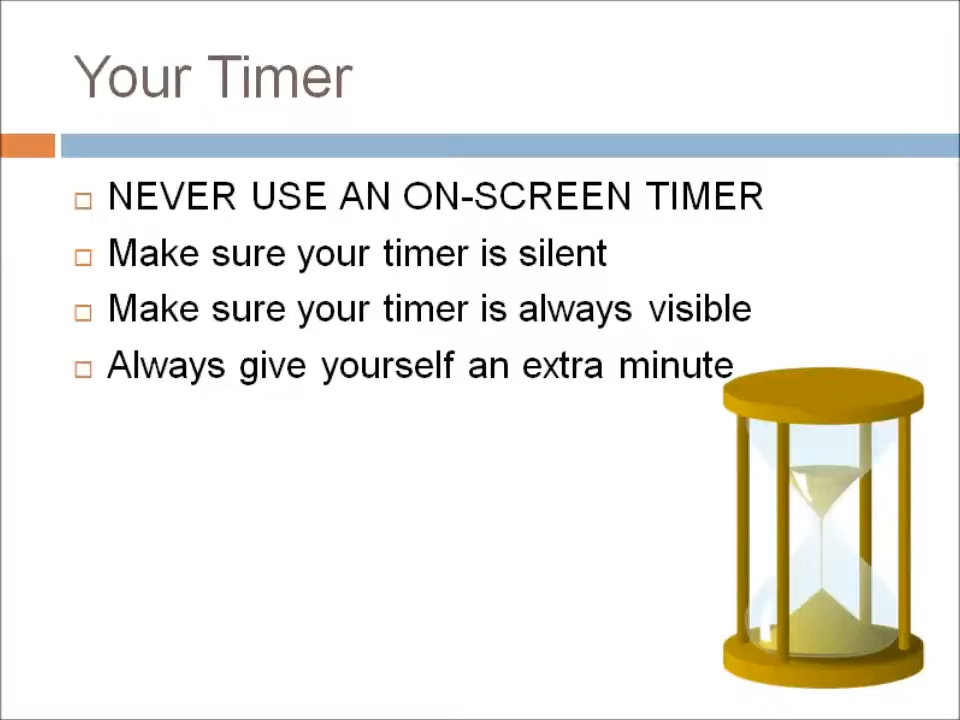 Your Timer
NEVER USE AN ON-SCREEN TIMER
Make sure your timer is silent
Make sure your timer is always visible
Always give yourself an extra minute